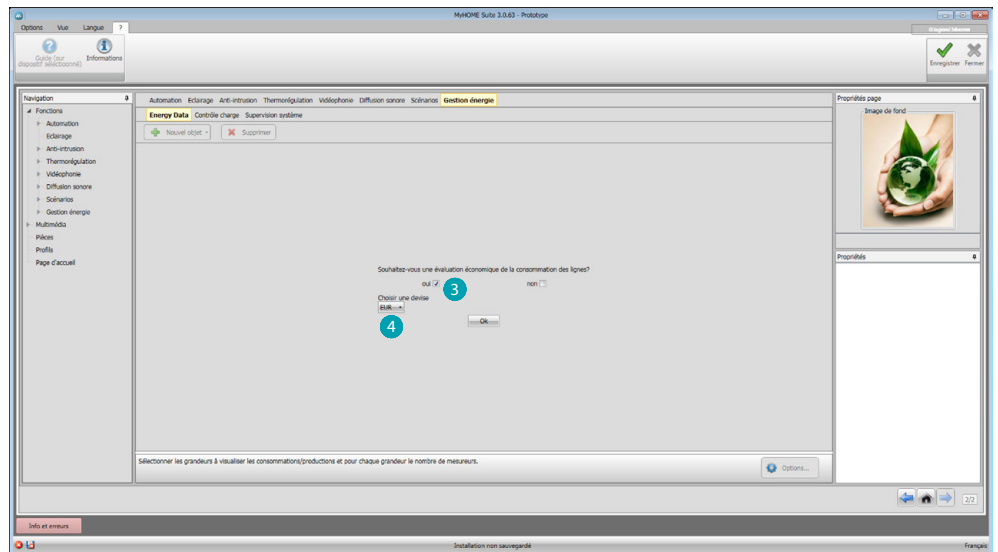 MyHOME Suite 3.0.63 - Prototype
Options Vue Langue ?
Guide (sur dispositif sélectionné)
Informations
Enregistrer Fermer
Navigation
Fonctions
Automation
Eclairage
Anti-intrusion
Thermorégulation
Vidéophonie
Diffusion sonore
Scénarios
Gestion énergie
Multimédia
Pièces
Profils
Page d'accueil
Automation Eclairage Anti-intrusion Thermorégulation Vidéophonie Diffusion sonore Scénarios Gestion énergie
Energy Data Contrôle charge Supervision système
Nouvel objet Supprimer
Souhaitez-vous une évaluation économique de la consommation des lignes?
oui 3 non
Choisir une devise
EUR
4
Ok
Sélectionner les grandeurs à visualiser les consommations/productions et pour chaque grandeur le nombre de mesureurs.
Options...
Propriétés page
Image de fond
Propriétés
2/2
Info et erreurs
Installation non sauvegardé
Français